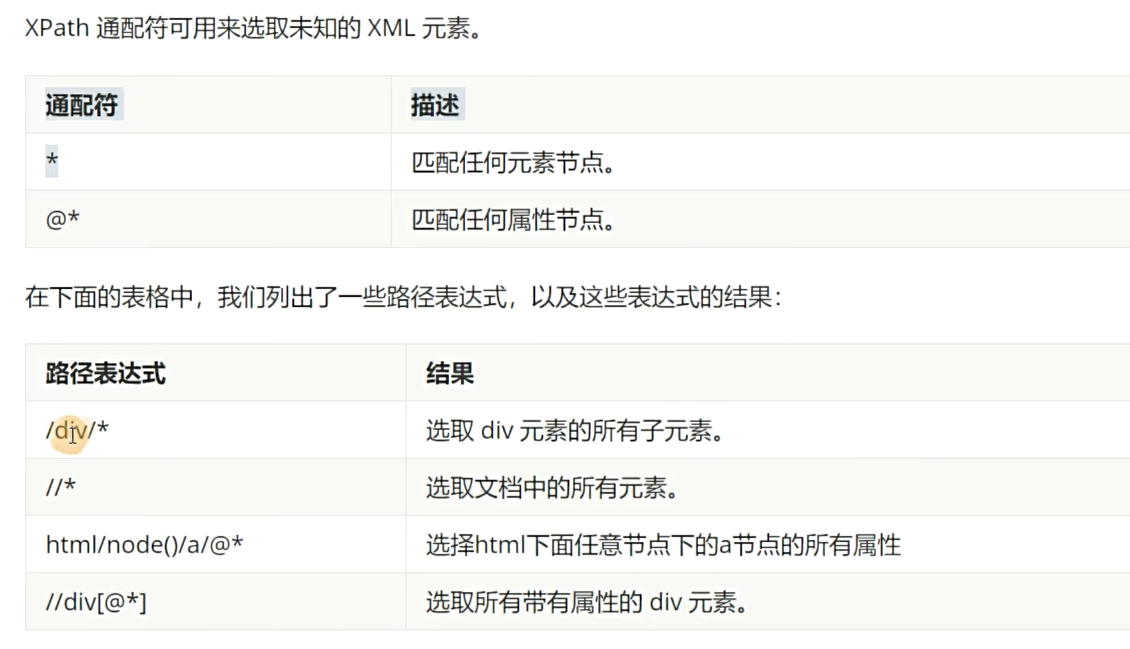 XPath 通配符可用来选取未知的 XML 元素。
通配符 描述
* 匹配任何元素节点。
@* 匹配任何属性节点。
在下面的表格中，我们列出了一些路径表达式，以及这些表达式的结果：
路径表达式 结果
/div/* 选取 div 元素的所有子元素。
//* 选取文档中的所有元素。
html/node()/a/@* 选择html下面任意节点下的a节点的所有属性
//div[@*] 选取所有带有属性的 div 元素。